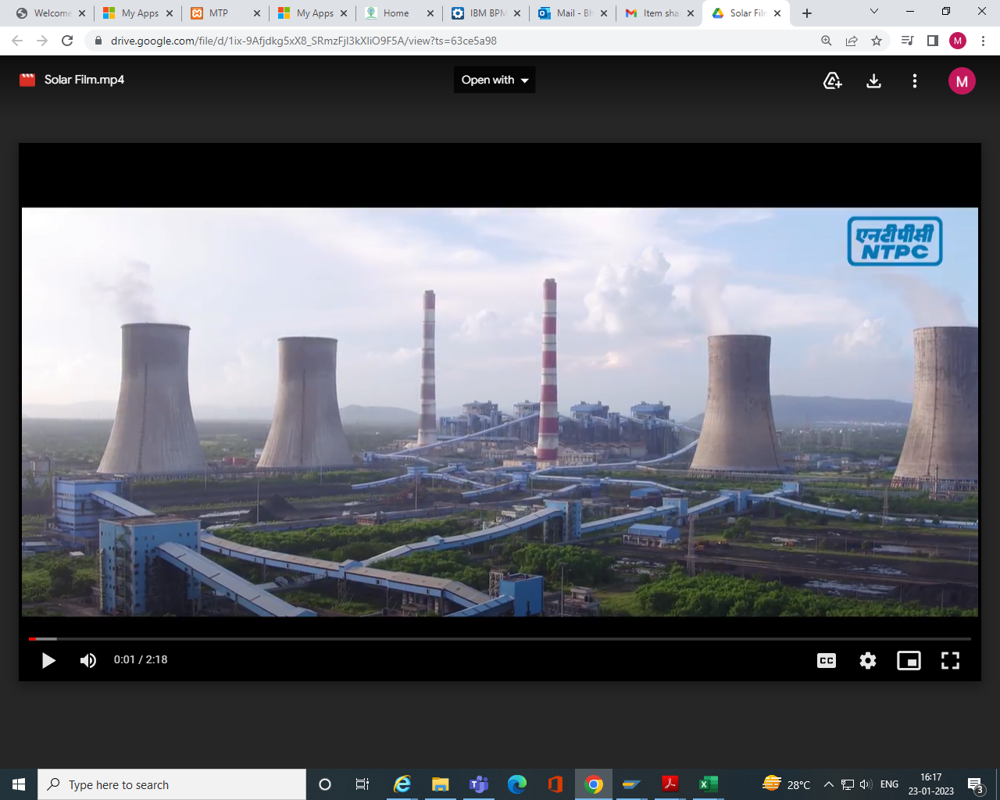 Welcome
My Apps
MTP
My Apps
Home
IBM BPM
Mail - Bh
Item sha
Solar Fil
drive.google.com/file/d/1ix-9Afjdkg5xX8_SRmzFjI3kXliO9F5A/view?ts=63ce5a98
M
Solar Film.mp4
Open with
M
एनटीपीसी
NTPC
0:01 / 2:18
CC
Type here to search
28°C
ENG
16:17
23-01-2023
3